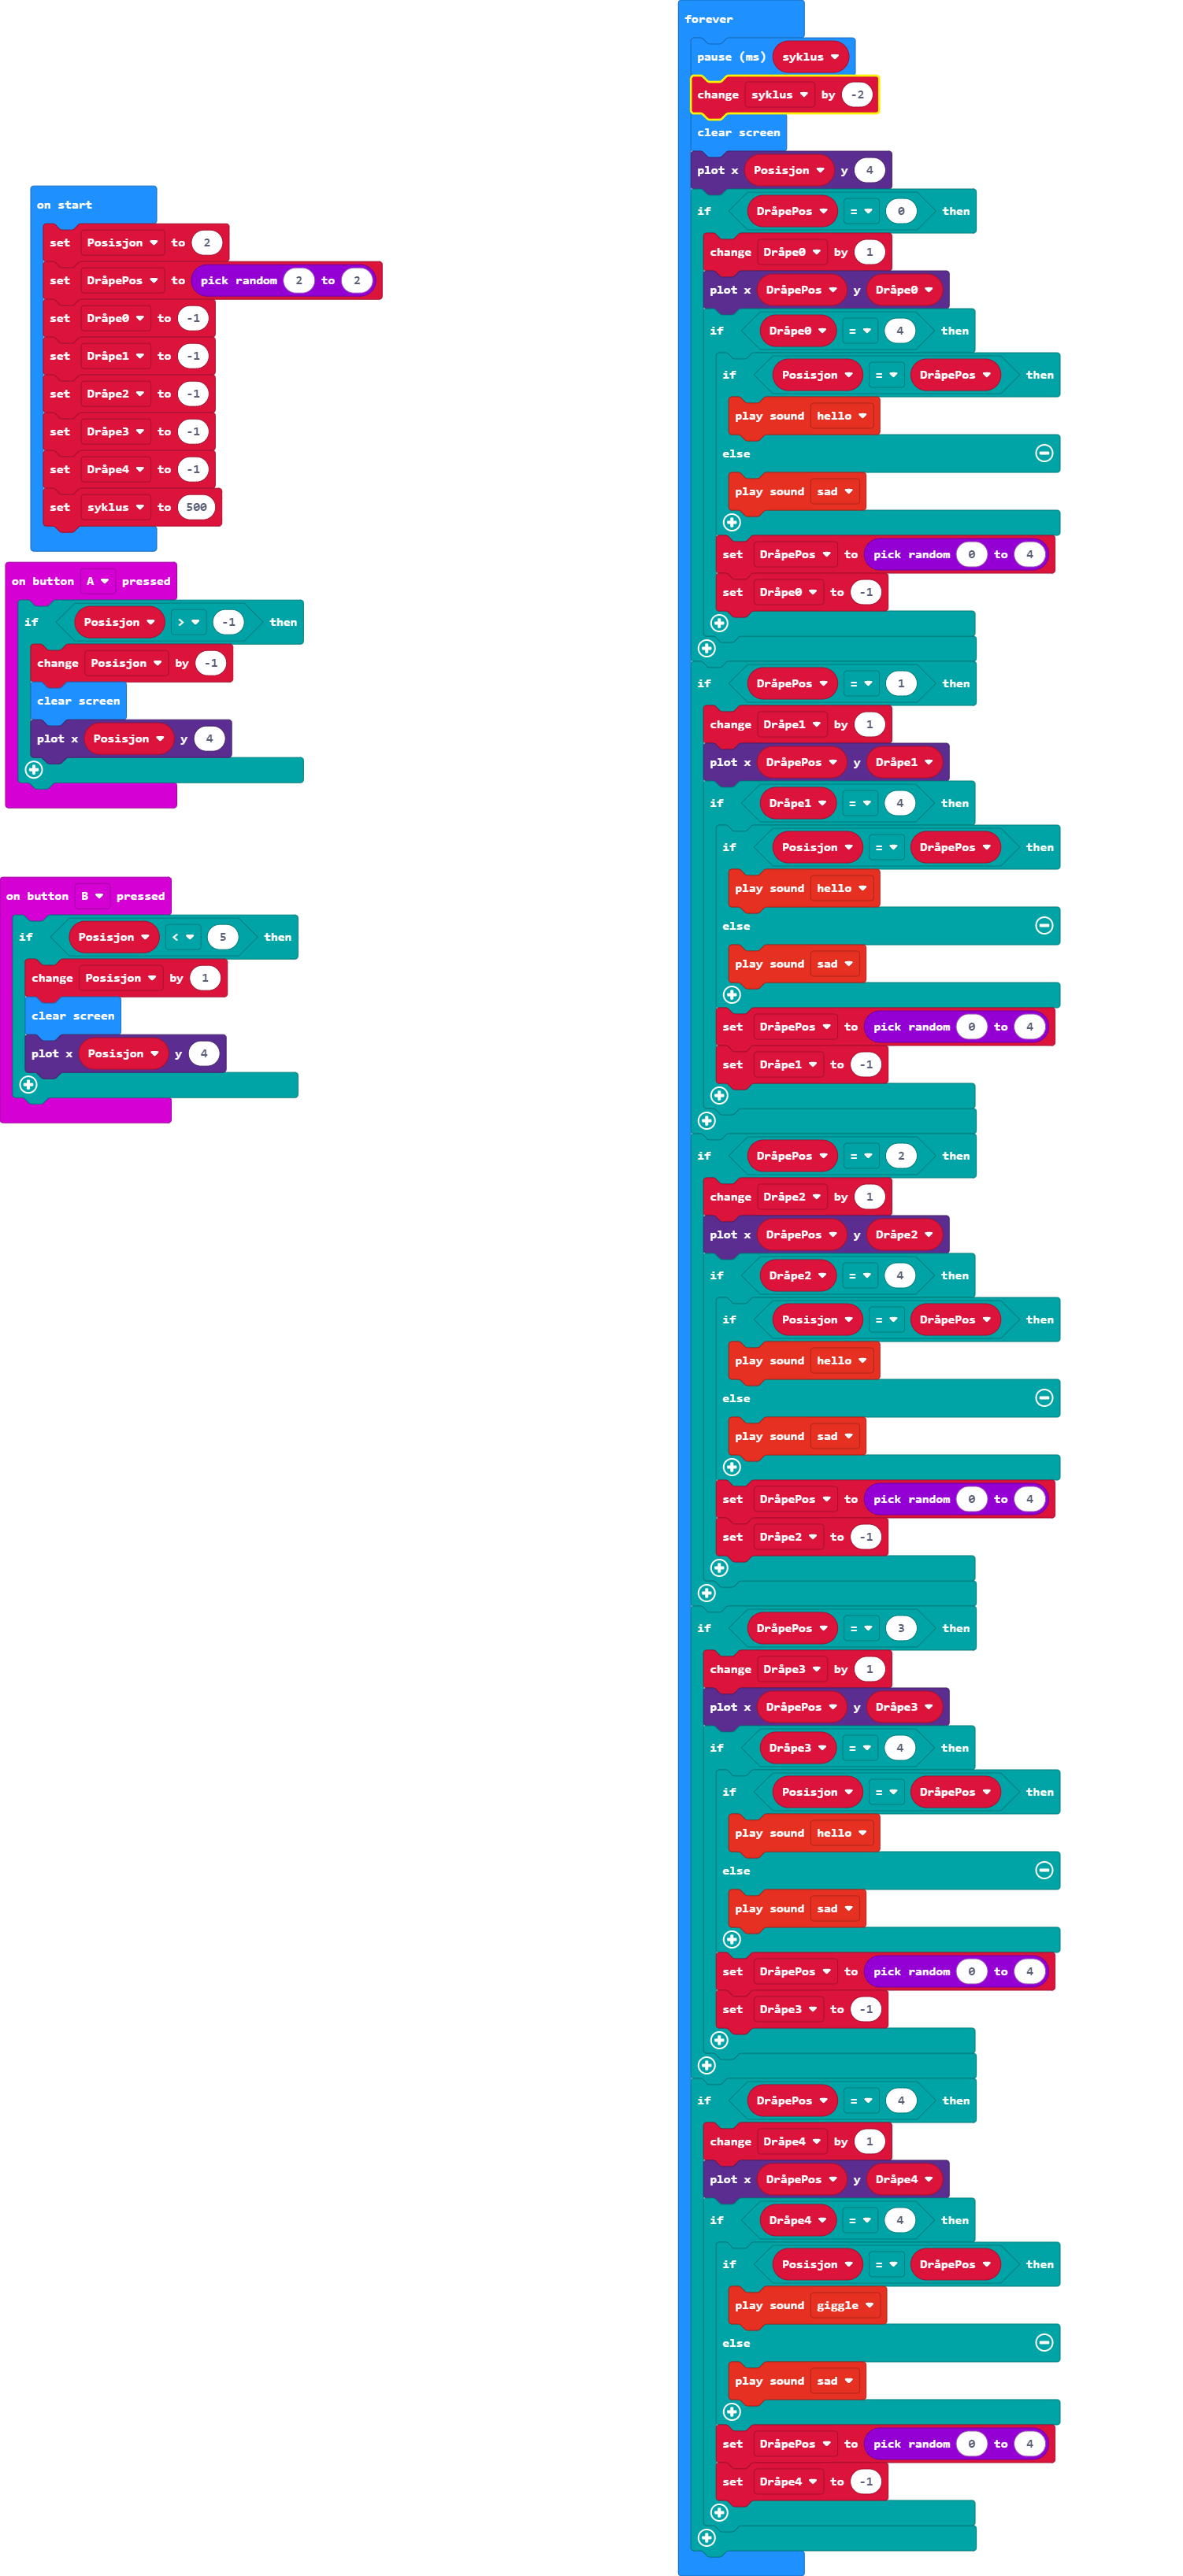 on start
set Posisjon to 2
set DråpePos to pick random 2 to 2
set Dråpe0 to -1
set Dråpe1 to -1
set Dråpe2 to -1
set Dråpe3 to -1
set Dråpe4 to -1
set syklus to 500
on button A pressed
if Posisjon > -1 then
change Posisjon by -1
clear screen
plot x Posisjon y 4
on button B pressed
if Posisjon < 5 then
change Posisjon by 1
clear screen
plot x Posisjon y 4
forever
pause (ms) syklus
change syklus by -2
clear screen
plot x Posisjon y 4
if DråpePos = 0 then
change Dråpe0 by 1
plot x DråpePos y Dråpe0
if Dråpe0 = 4 then
if Posisjon = DråpePos then
play sound hello
else
play sound sad
set DråpePos to pick random 0 to 4
set Dråpe0 to -1
if DråpePos = 1 then
change Dråpe1 by 1
plot x DråpePos y Dråpe1
if Dråpe1 = 4 then
if Posisjon = DråpePos then
play sound hello
else
play sound sad
set DråpePos to pick random 0 to 4
set Dråpe1 to -1
if DråpePos = 2 then
change Dråpe2 by 1
plot x DråpePos y Dråpe2
if Dråpe2 = 4 then
if Posisjon = DråpePos then
play sound hello
else
play sound sad
set DråpePos to pick random 0 to 4
set Dråpe2 to -1
if DråpePos = 3 then
change Dråpe3 by 1
plot x DråpePos y Dråpe3
if Dråpe3 = 4 then
if Posisjon = DråpePos then
play sound hello
else
play sound sad
set DråpePos to pick random 0 to 4
set Dråpe3 to -1
if DråpePos = 4 then
change Dråpe4 by 1
plot x DråpePos y Dråpe4
if Dråpe4 = 4 then
if Posisjon = DråpePos then
play sound giggle
else
play sound sad
set DråpePos to pick random 0 to 4
set Dråpe4 to -1